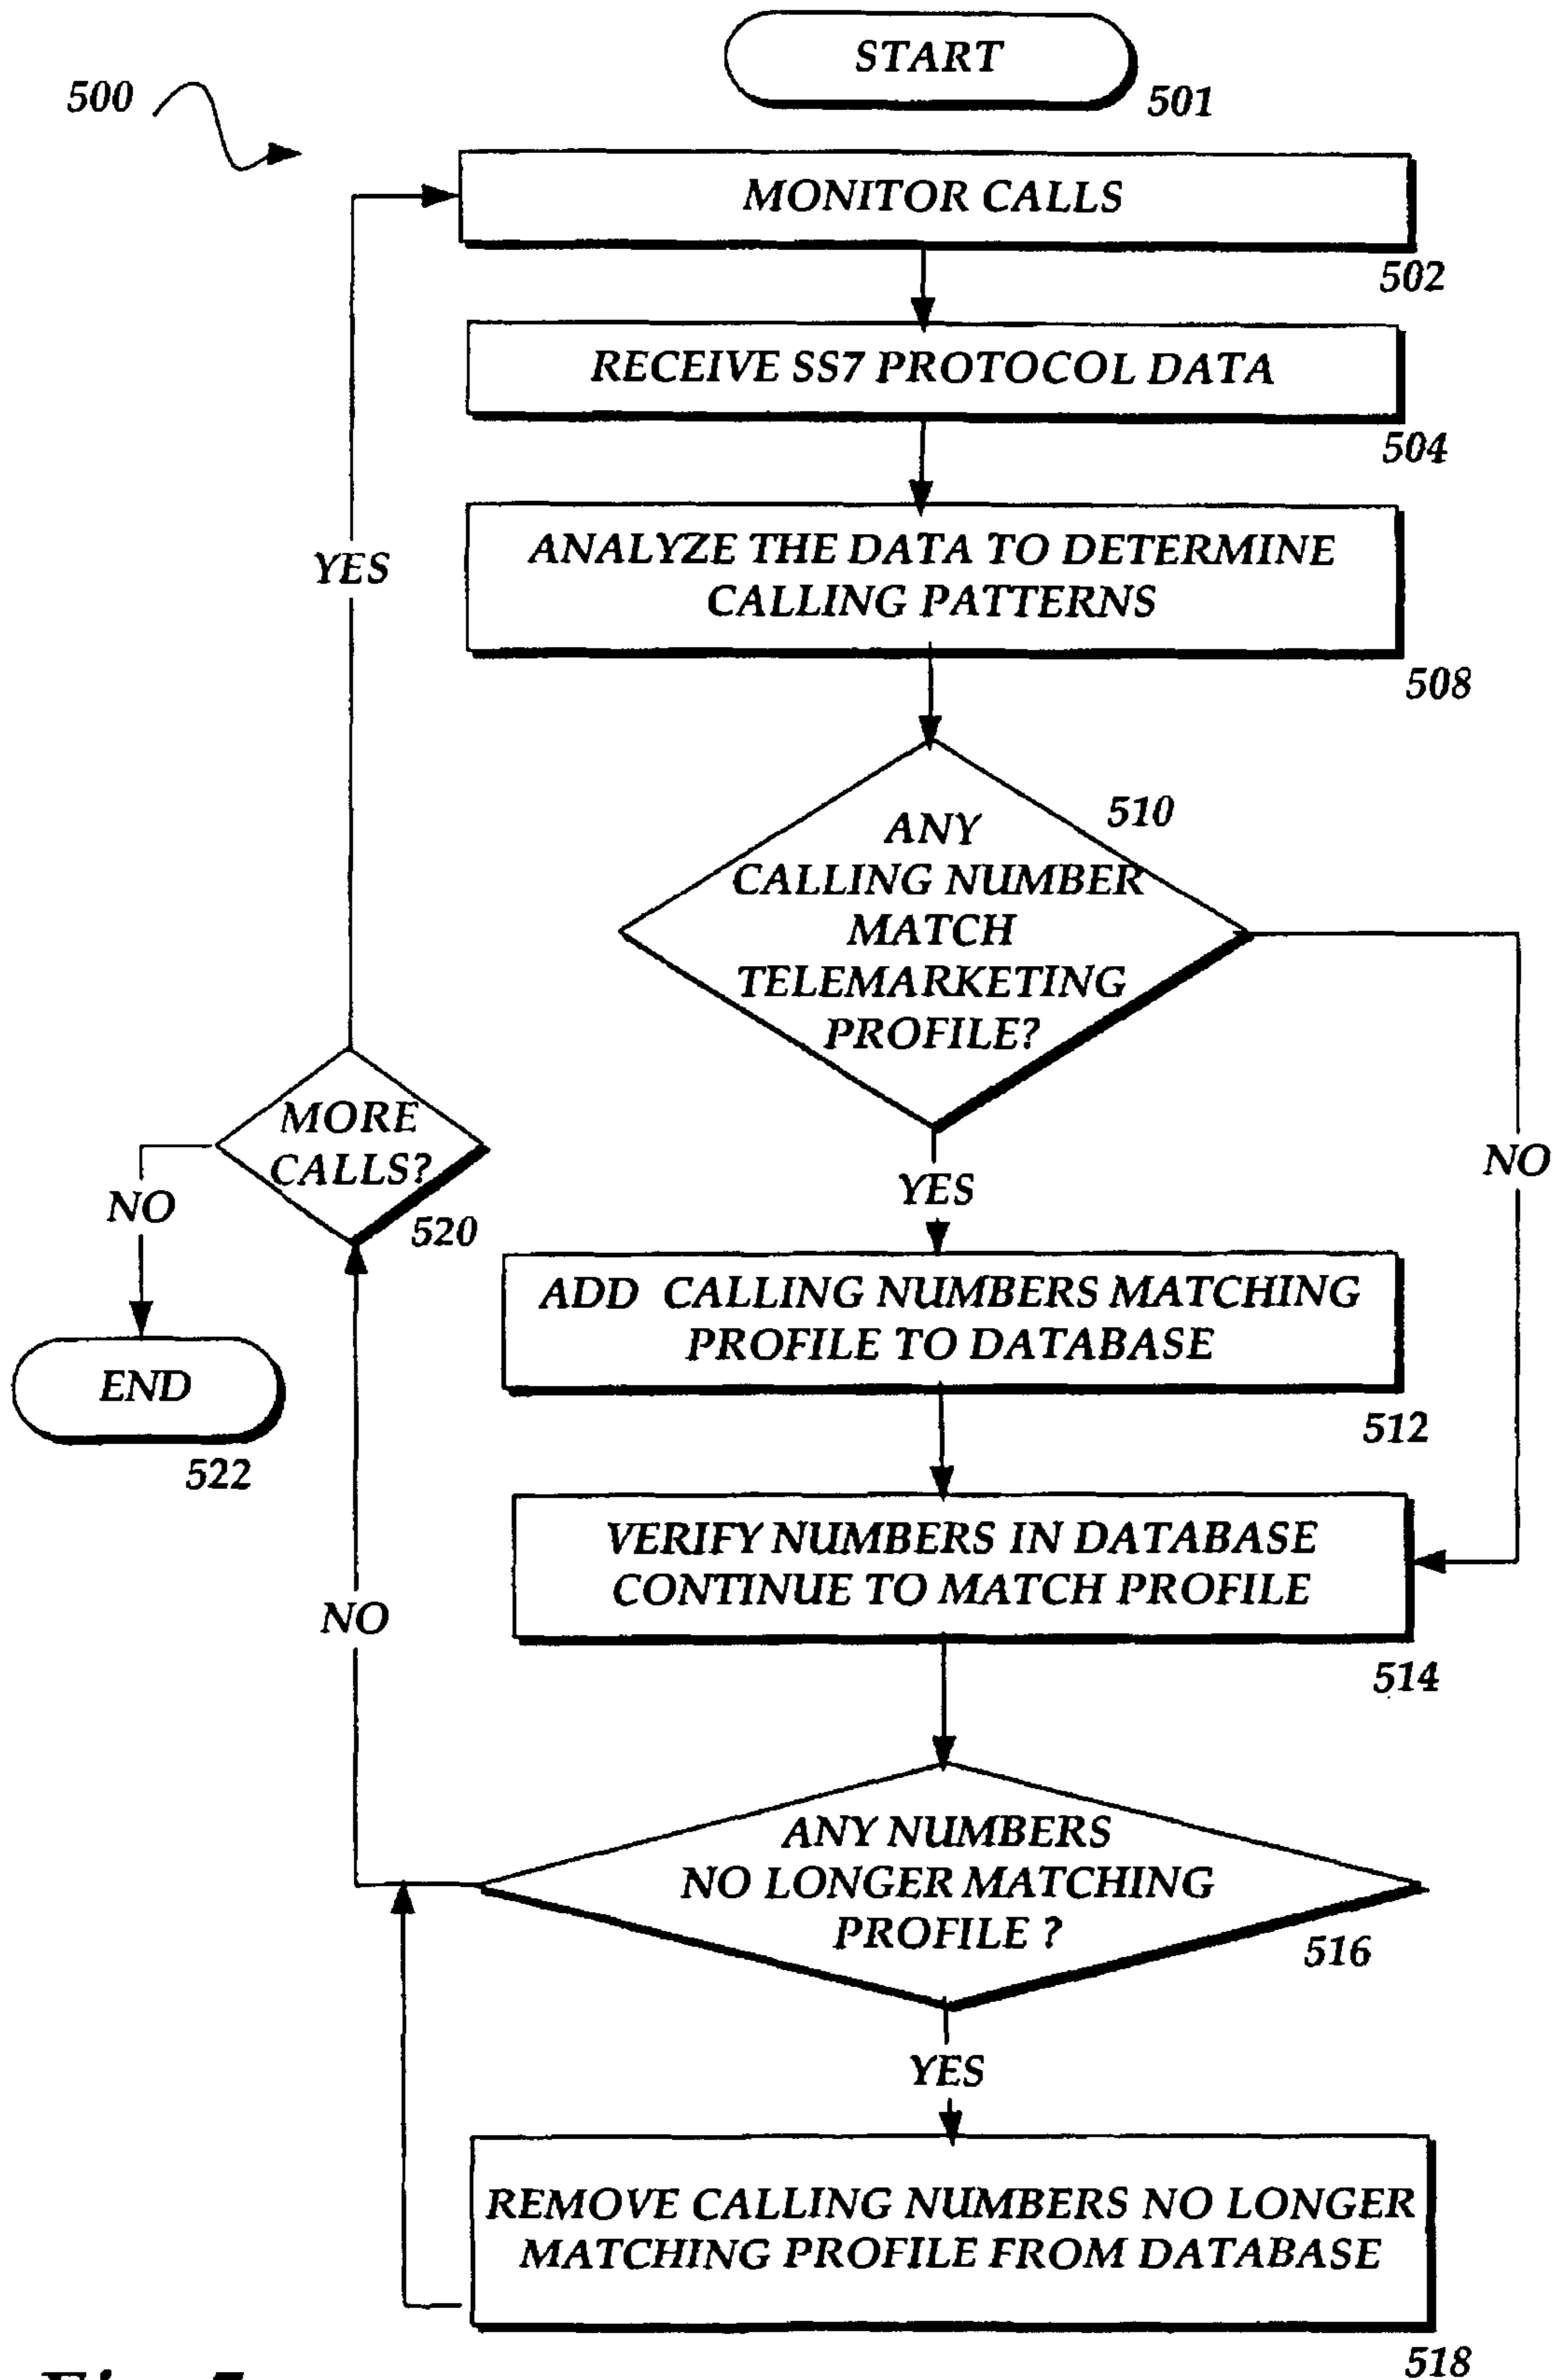 START
501
500
MONITOR CALLS
502
RECEIVE SS7 PROTOCOL DATA
504
ANALYZE THE DATA TO DETERMINE
CALLING PATTERNS
508
YES
510
ANY
CALLING NUMBER
MATCH
TELEMARKETING
PROFILE?
MORE
CALLS?
520
NO
END
522
YES
NO
ADD CALLING NUMBERS MATCHING
PROFILE TO DATABASE
512
VERIFY NUMBERS IN DATABASE
CONTINUE TO MATCH PROFILE
514
NO
ANY NUMBERS
NO LONGER MATCHING
PROFILE ?
516
YES
REMOVE CALLING NUMBERS NO LONGER
MATCHING PROFILE FROM DATABASE
518